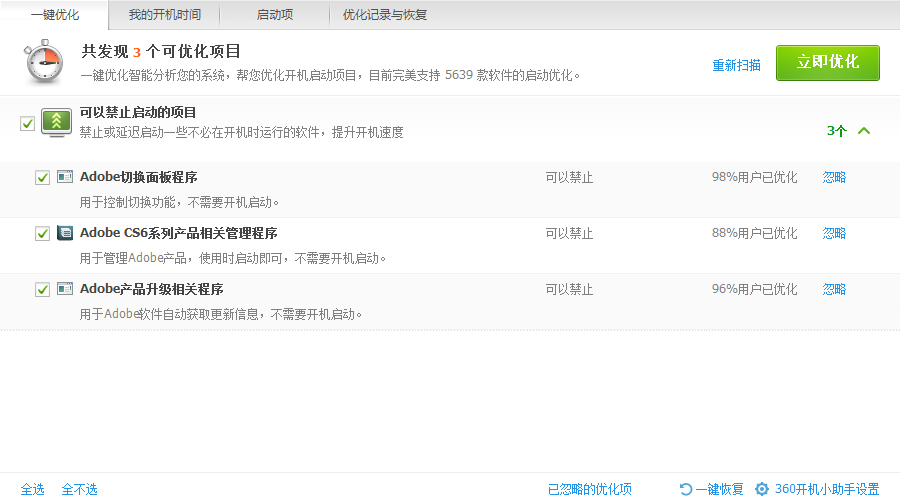 一键优化 我的开机时间 启动项 优化记录与恢复
共发现 3 个可优化项目
一键优化智能分析您的系统，帮您优化开机启动项目，目前完美支持 5639 款软件的启动优化。
重新扫描 立即优化
可以禁止启动的项目
禁止或延迟启动一些不必在开机时运行的软件，提升开机速度
3个
Adobe切换面板程序 可以禁止 98%用户已优化 忽略
用于控制切换功能，不需要开机启动。
Adobe CS6系列产品相关管理程序 可以禁止 88%用户已优化 忽略
用于管理Adobe产品，使用时启动即可，不需要开机启动。
Adobe产品升级相关程序 可以禁止 96%用户已优化 忽略
用于Adobe软件自动获取更新信息，不需要开机启动。
全选 全不选 已忽略的优化项 一键恢复 360开机小助手设置